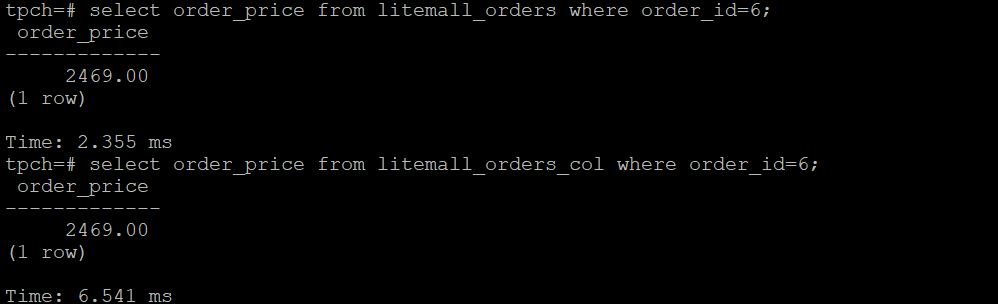 tpch=# select order_price from litemall_orders where order_id=6;
 order_price
-------------
     2469.00
(1 row)

Time: 2.355 ms
tpch=# select order_price from litemall_orders_col where order_id=6;
 order_price
-------------
     2469.00
(1 row)

Time: 6.541 ms